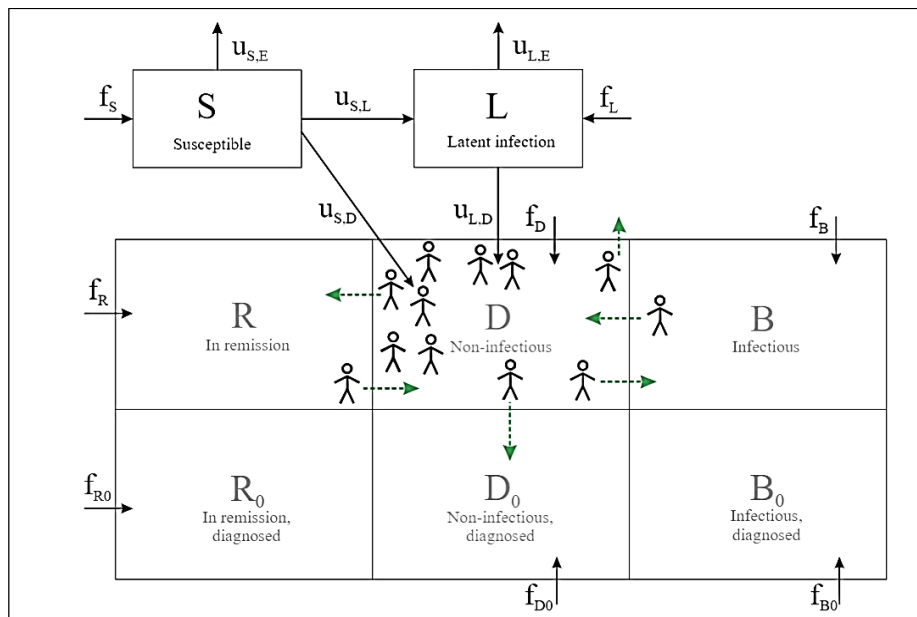 u_S,E
u_L,E
f_S
S
Susceptible
u_S,L
L
Latent infection
f_L
u_S,D
u_L,D
f_D
f_B
f_R
R
In remission
D
Non-infectious
B
Infectious
f_R0
R_0
In remission,
diagnosed
D_0
Non-infectious,
diagnosed
B_0
Infectious,
diagnosed
f_D0
f_B0